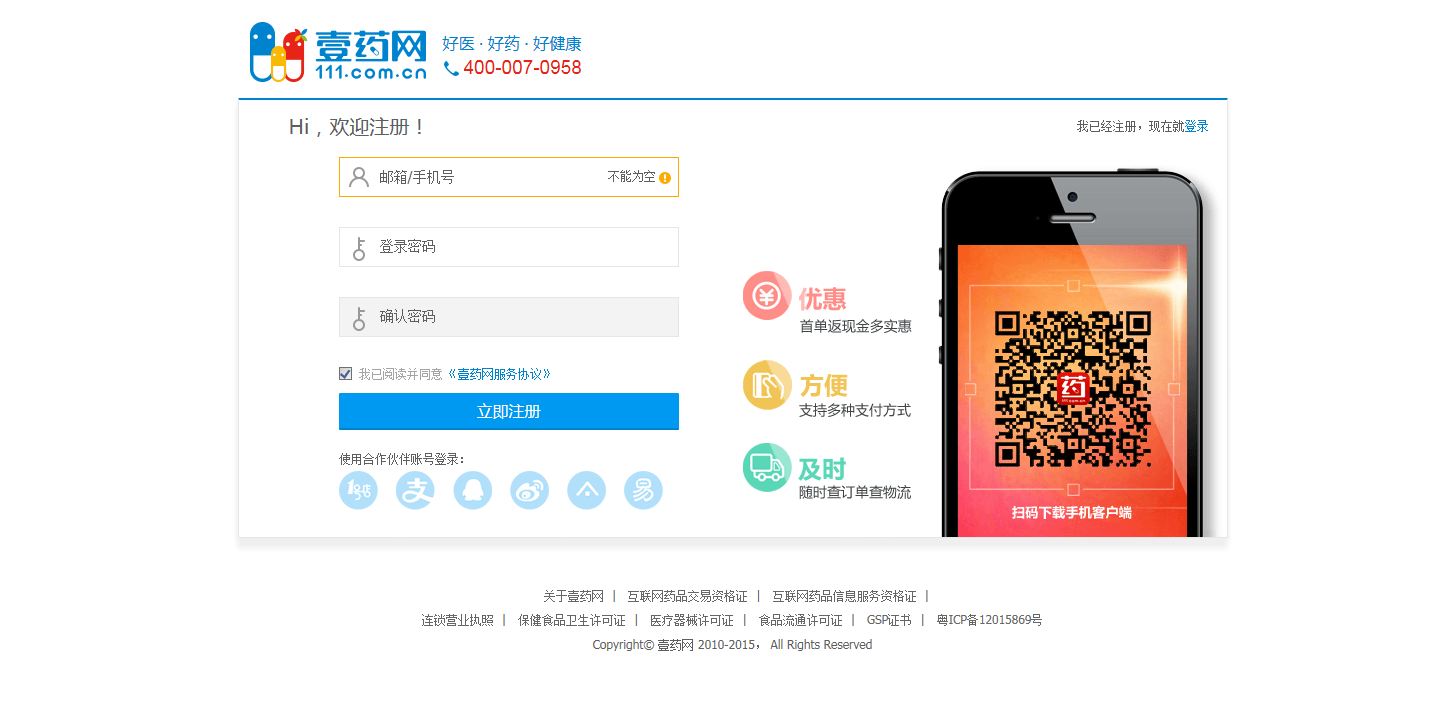 壹药网
111.com.cn
好医 · 好药 · 好健康
400-007-0958
Hi，欢迎注册！
我已经注册，现在就登录
邮箱/手机号
不能为空
登录密码
确认密码
我已阅读并同意《壹药网服务协议》
立即注册
使用合作伙伴账号登录：
1号店
支
易
优惠
首单返现金多实惠
方便
支持多种支付方式
及时
随时查订单查物流
药
111.com.cn
扫码下载手机客户端
关于壹药网 | 互联网药品交易资格证 | 互联网药品信息服务资格证 |
连锁营业执照 | 保健食品卫生许可证 | 医疗器械许可证 | 食品流通许可证 | GSP证书 | 粤ICP备12015869号
Copyright© 壹药网 2010-2015， All Rights Reserved